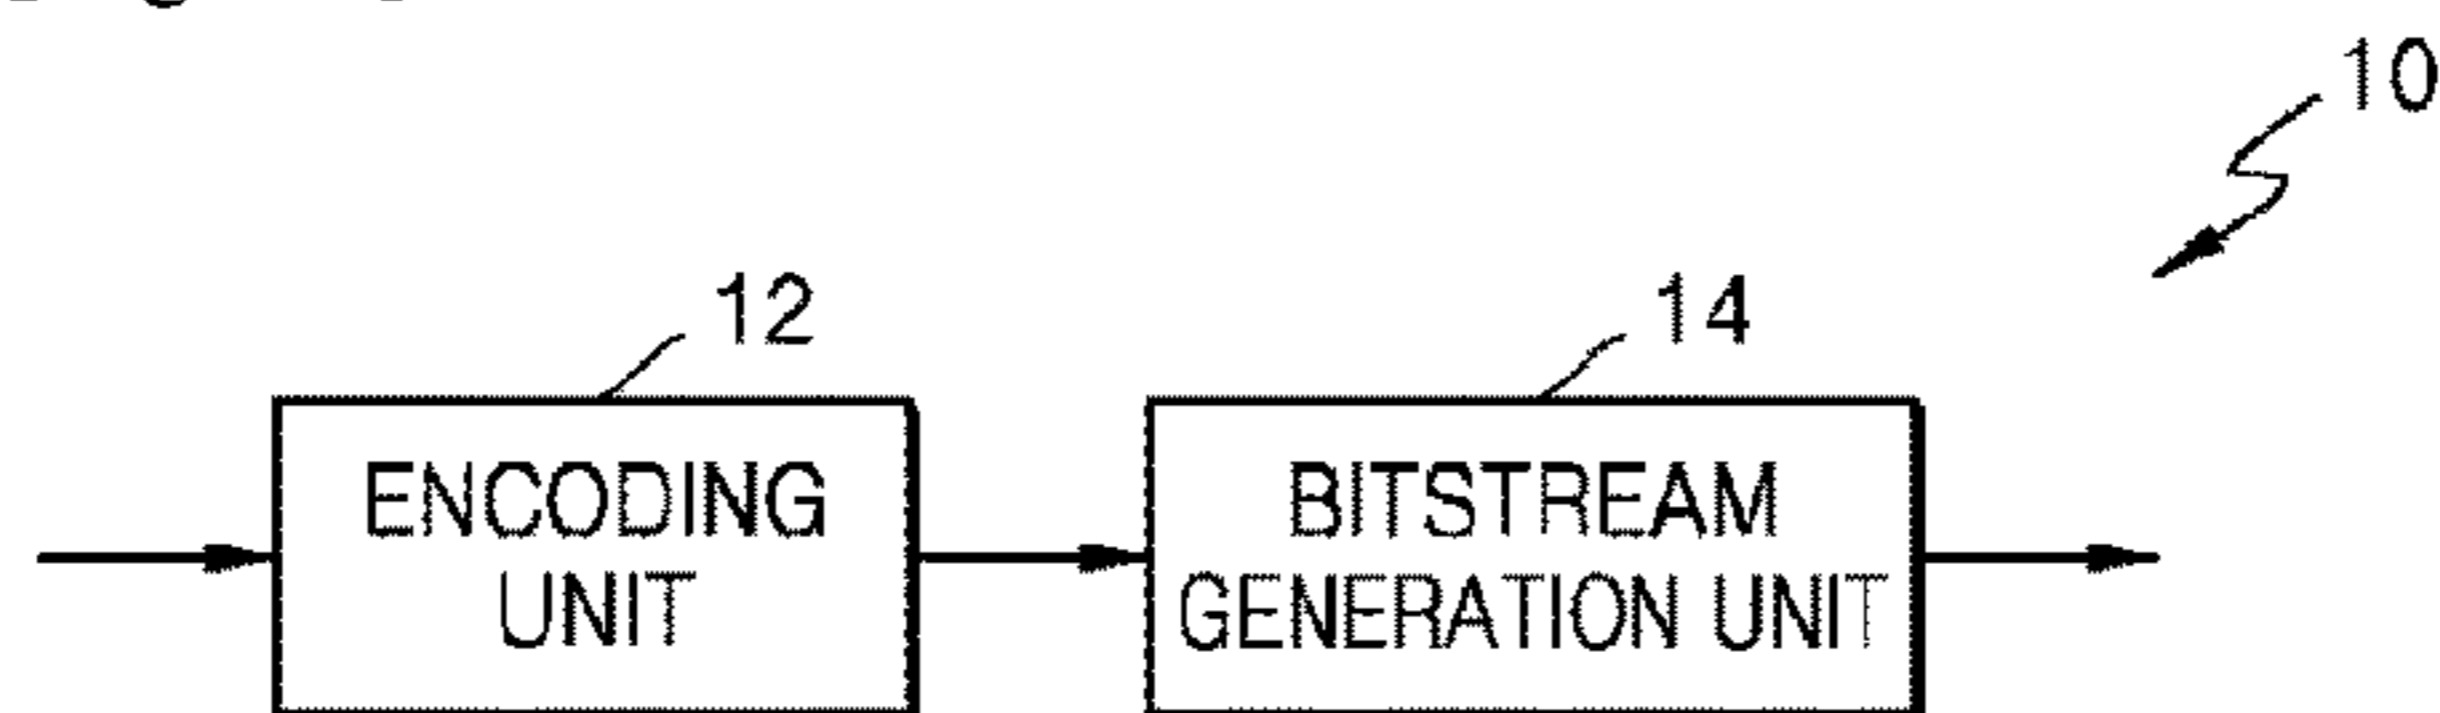 10
12
14
ENCODING
UNIT
BITSTREAM
GENERATION UNIT